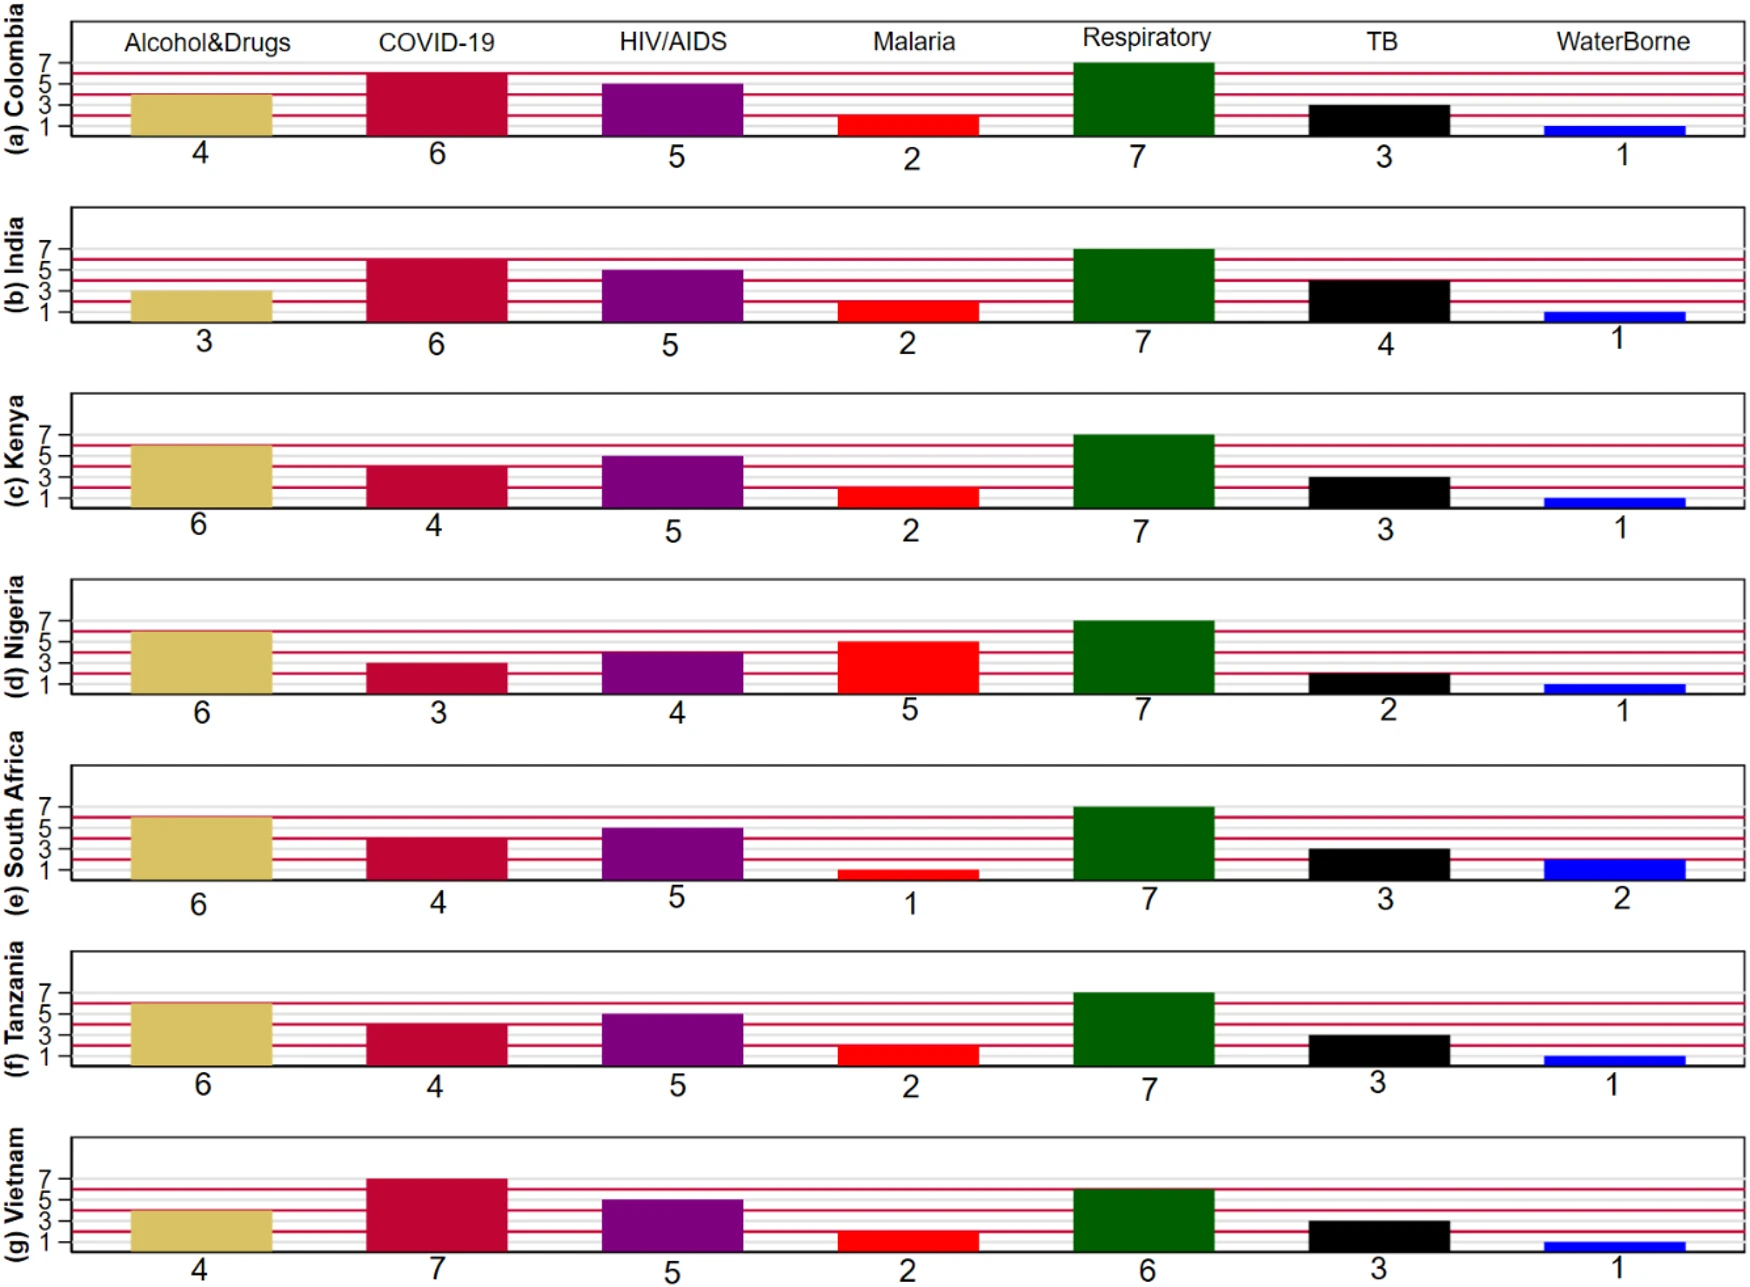 Alcohol&Drugs COVID-19 HIV/AIDS Malaria Respiratory TB WaterBorne
(a) Colombia
7
5
3
1
4 6 5 2 7 3 1
(b) India
7
5
3
1
3 6 5 2 7 4 1
(c) Kenya
7
5
3
1
6 4 5 2 7 3 1
(d) Nigeria
7
5
3
1
6 3 4 5 7 2 1
(e) South Africa
7
5
3
1
6 4 5 1 7 3 2
(f) Tanzania
7
5
3
1
6 4 5 2 7 3 1
(g) Vietnam
7
5
3
1
4 7 5 2 6 3 1